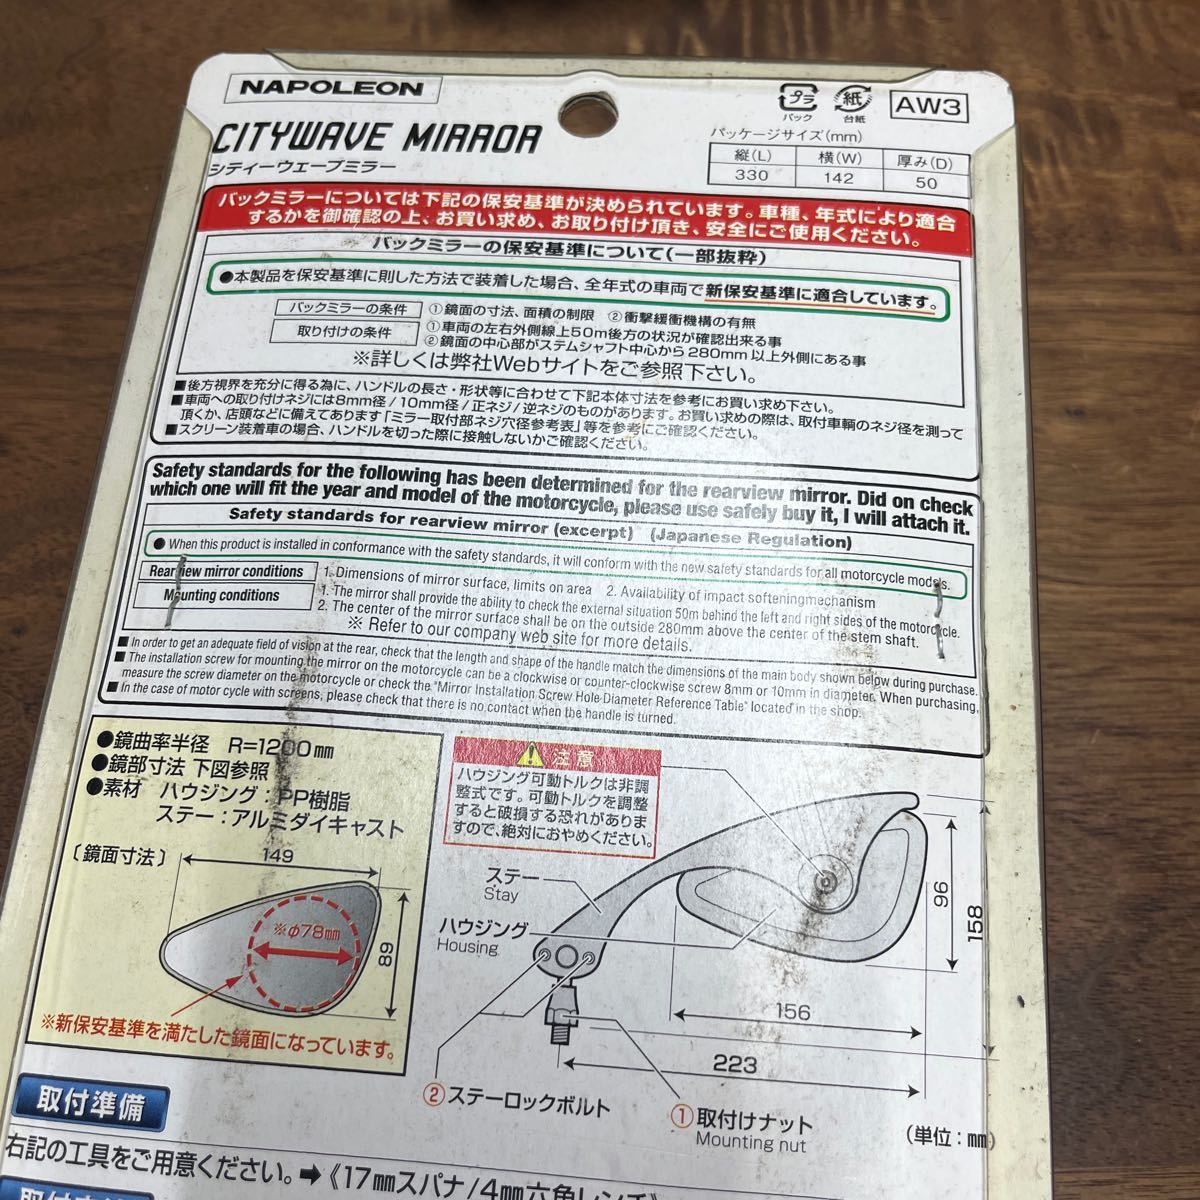 NAPOLEON
CITYWAVE MIRROR
シティーウェーブミラー
プラ
パック
紙
台紙
AW3
パッケージサイズ(mm)
縦(L) 横(W) 厚み(D)
330 142 50
バックミラーについては下記の保安基準が決められています。車種、年式により適合
するかを御確認の上、お買い求め、お取り付け頂き、安全にご使用ください。
バックミラーの保安基準について(一部抜粋)
●本製品を保安基準に則した方法で装着した場合、全年式の車両で新保安基準に適合しています。
バックミラーの条件 ①鏡面の寸法、面積の制限 ②衝撃緩衝機構の有無
取り付けの条件 ①車両の左右外側線上50m後方の状況が確認出来る事
②鏡面の中心部がステムシャフト中心から280mm以上外側にある事
※詳しくは弊社Webサイトをご参照下さい。
■後方視界を充分に得る為に、ハンドルの長さ・形状等に合わせて下記本体寸法を参考にお買い求め下さい。
■車両への取り付けネジには8mm径/10mm径/正ネジ/逆ネジのものがあります。お買い求めの際は、取付車輌のネジ径を測って
頂くか、店頭などに備えてあります「ミラー取付部ネジ穴径参考表」等を参考にご確認ください。
■スクリーン装着車の場合、ハンドルを切った際に接触しないかご確認ください。
Safety standards for the following has been determined for the rearview mirror. Did on check
which one will fit the year and model of the motorcycle, please use safely buy it, I will attach it.
Safety standards for rearview mirror (excerpt) (Japanese Regulation)
● When this product is installed in conformance with the safety standards, it will conform with the new safety standards for all motorcycle models.
Rearview mirror conditions 1. Dimensions of mirror surface, limits on area 2. Availability of impact softeningmechanism
Mounting conditions 1. The mirror shall provide the ability to check the external situation 50m behind the left and right sides of the motorcycle.
2. The center of the mirror surface shall be on the outside 280mm above the center of the stem shaft.
※ Refer to our company web site for more details.
■ In order to get an adequate field of vision at the rear, check that the length and shape of the handle match the dimensions of the main body shown below during purchase.
■ The installation screw for mounting the mirror on the motorcycle can be a clockwise or counter-clockwise screw 8mm or 10mm in diameter. When purchasing,
measure the screw diameter on the motorcycle or check the "Mirror Installation Screw Hole Diameter Reference Table" located in the shop.
■ In the case of motor cycle with screens, please check that there is no contact when the handle is turned.
●鏡曲率半径 R=1200mm
●鏡部寸法 下図参照
●素材 ハウジング:PP樹脂
ステー:アルミダイキャスト
〔鏡面寸法〕
149
※φ78mm
89
※新保安基準を満たした鏡面になっています。
注意
ハウジング可動トルクは非調
整式です。可動トルクを調整
すると破損する恐れがありま
すので、絶対におやめください。
ステー
Stay
ハウジング
Housing
96
158
156
223
②ステーロックボルト
①取付けナット
Mounting nut
(単位:mm)
取付準備
右記の工具をご用意ください。➡《17mmスパナ/4mm六角レンチ》